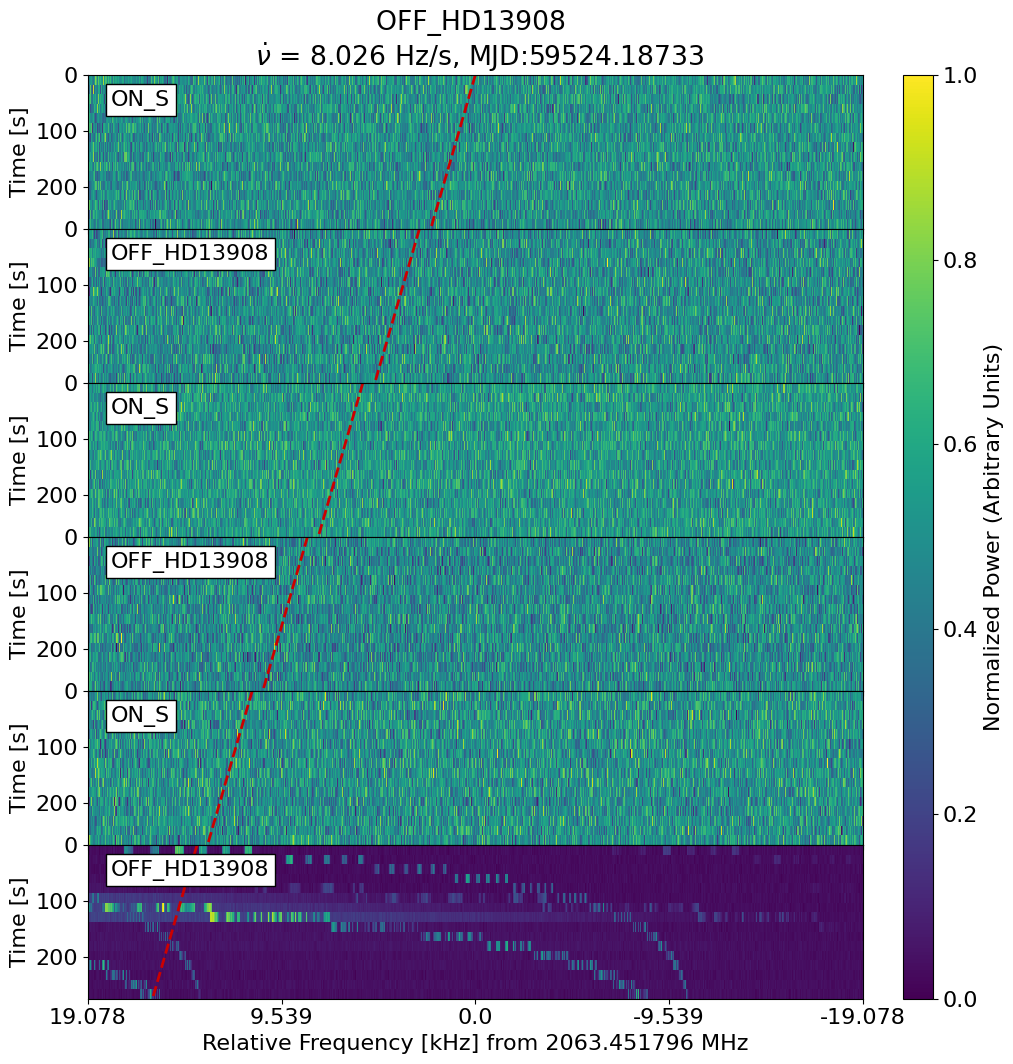 OFF_HD13908
ν̇ = 8.026 Hz/s, MJD:59524.18733
0
100
200
Time [s]
ON_S
0
100
200
Time [s]
OFF_HD13908
0
100
200
Time [s]
ON_S
0
100
200
Time [s]
OFF_HD13908
0
100
200
Time [s]
ON_S
0
100
200
Time [s]
OFF_HD13908
19.078
9.539
0.0
-9.539
-19.078
Relative Frequency [kHz] from 2063.451796 MHz
1.0
0.8
0.6
0.4
0.2
0.0
Normalized Power (Arbitrary Units)